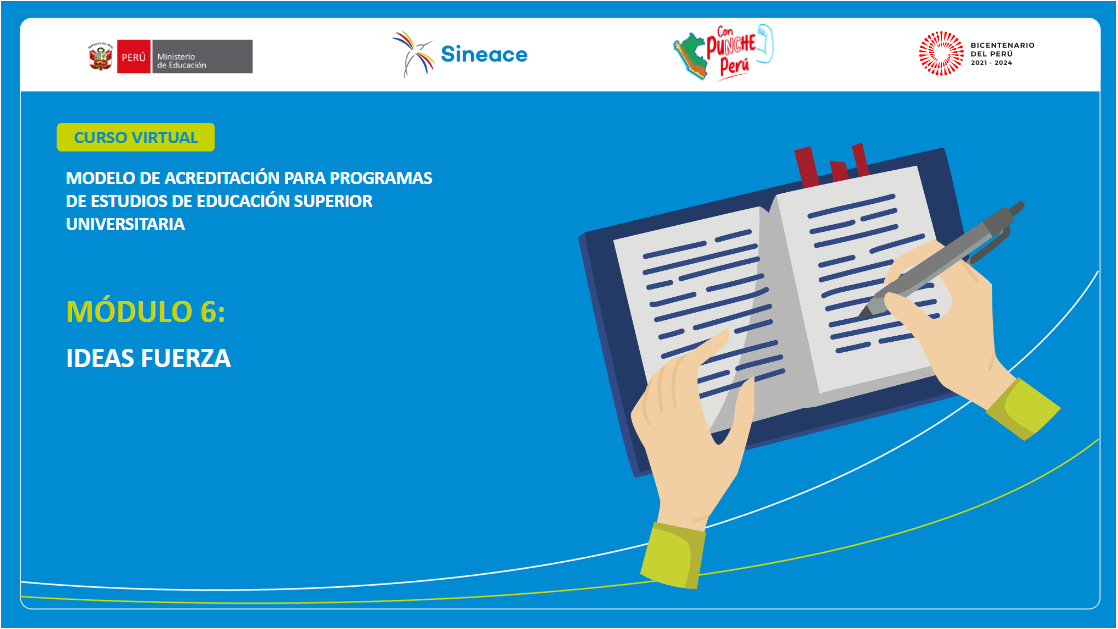 PERÚ
Ministerio
de Educación
Sineace
Con
PUNCHE
Perú
BICENTENARIO
DEL PERÚ
2021 - 2024
CURSO VIRTUAL
MODELO DE ACREDITACIÓN PARA PROGRAMAS
DE ESTUDIOS DE EDUCACIÓN SUPERIOR
UNIVERSITARIA
MÓDULO 6:
IDEAS FUERZA